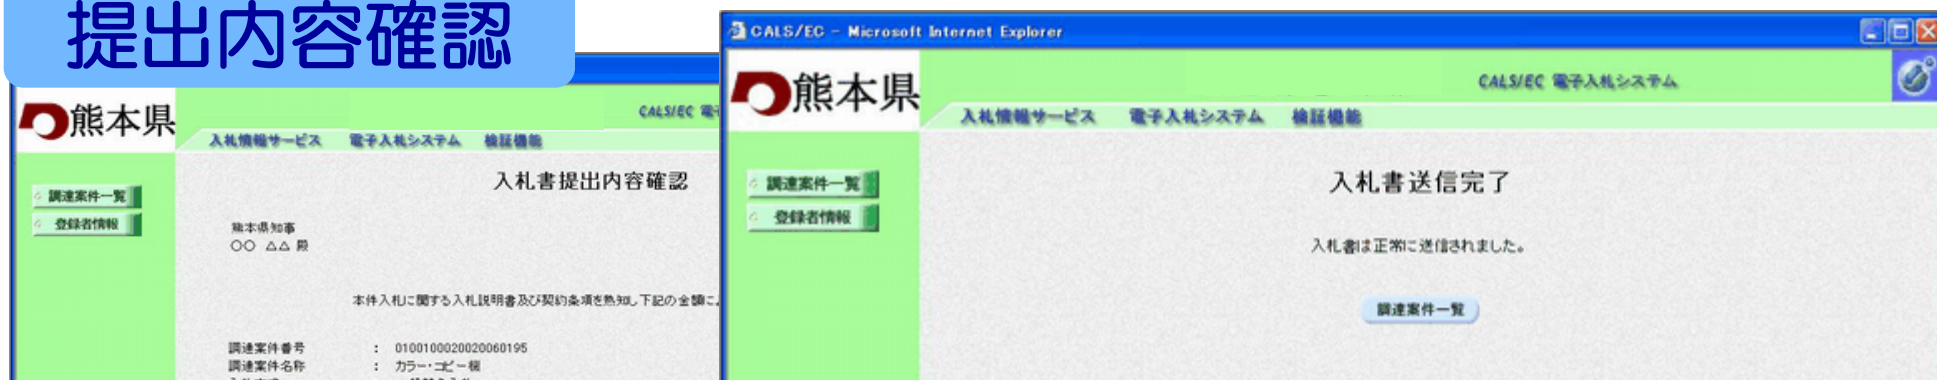 提出内容確認
熊本県
CALS/EC 電子
入札情報サービス 電子入札システム 検証機能
調達案件一覧
登録者情報
入札書提出内容確認
熊本県知事
○○ △△ 殿
本件入札に関する入札説明書及び契約条項を熟知し下記の金額に
調達案件番号 : 0100100020020060195
調達案件名称 : カラー・コピー機
CALS/EC - Microsoft Internet Explorer
熊本県
CALS/EC 電子入札システム
入札情報サービス 電子入札システム 検証機能
調達案件一覧
登録者情報
入札書送信完了
入札書は正常に送信されました。
調達案件一覧